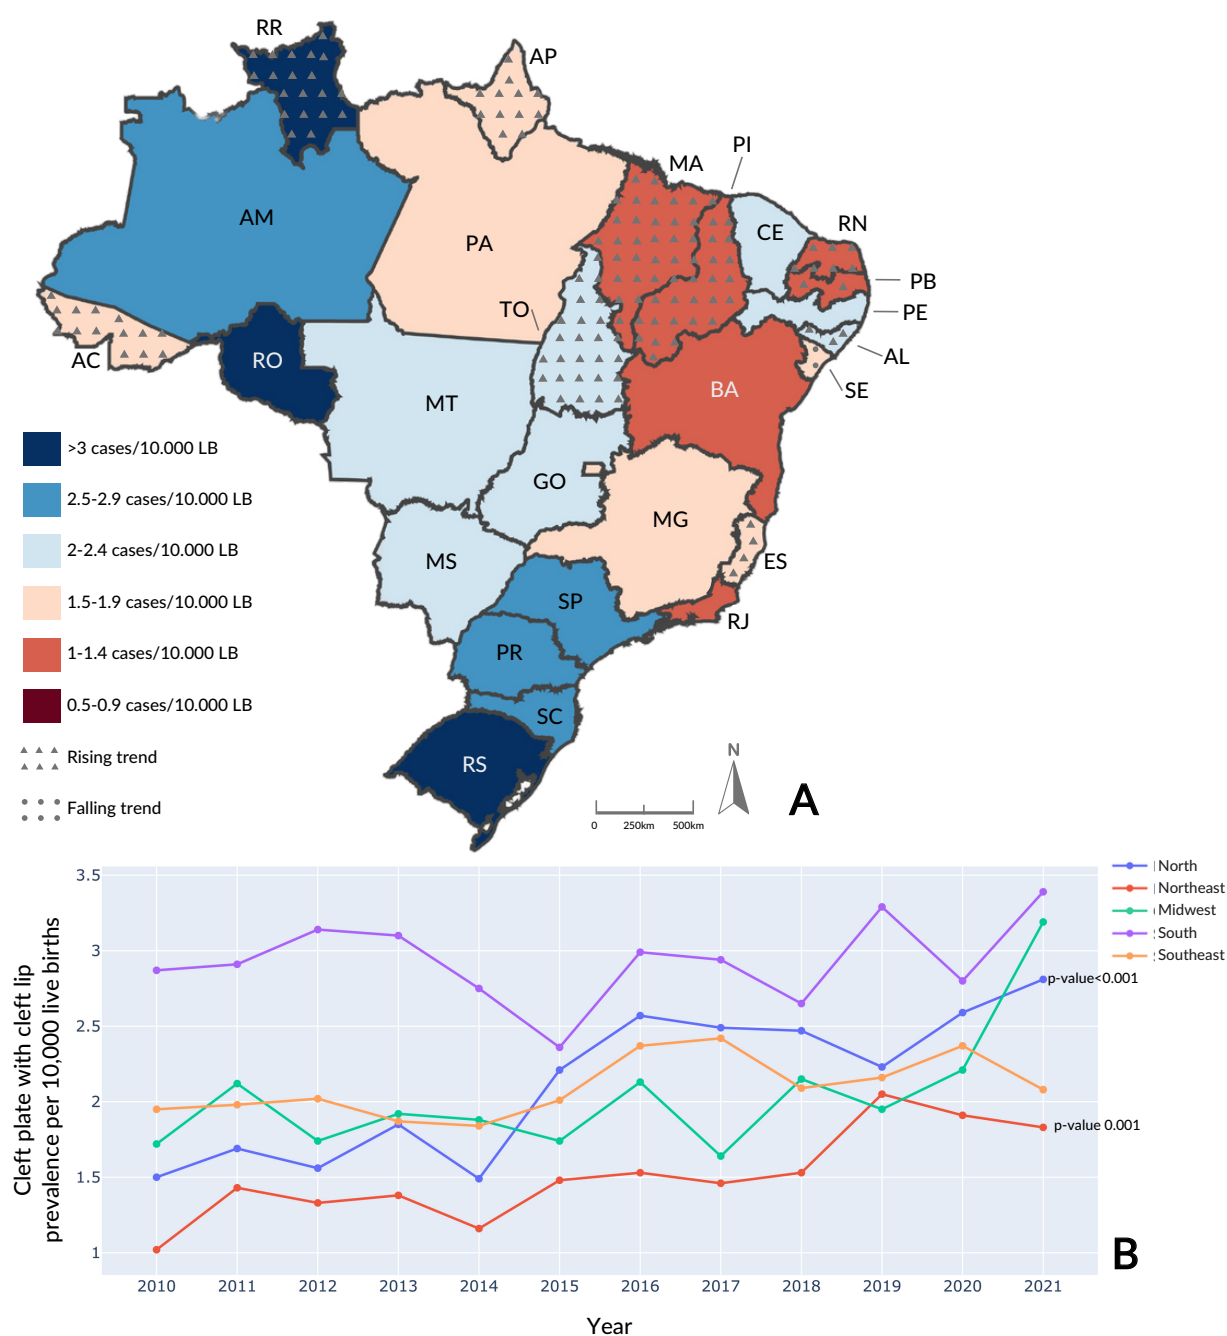 RR
AP
PI
MA
RN
AM
CE
PA
PB
TO
PE
AC
RO
AL
MT
BA
SE
>3 cases/10.000 LB
GO
2.5-2.9 cases/10.000 LB
MG
2-2.4 cases/10.000 LB
MS
ES
1.5-1.9 cases/10.000 LB
SP
RJ
1-1.4 cases/10.000 LB
PR
0.5-0.9 cases/10.000 LB
SC
Rising trend
RS
N
Falling trend
A
0 250km 500km
North
Northeast
Midwest
South
Southeast
Cleft plate with cleft lip
prevalence per 10,000 live births
3.5
3
2.5
2
1.5
1
p-value<0.001
p-value 0.001
B
2010 2011 2012 2013 2014 2015 2016 2017 2018 2019 2020 2021
Year